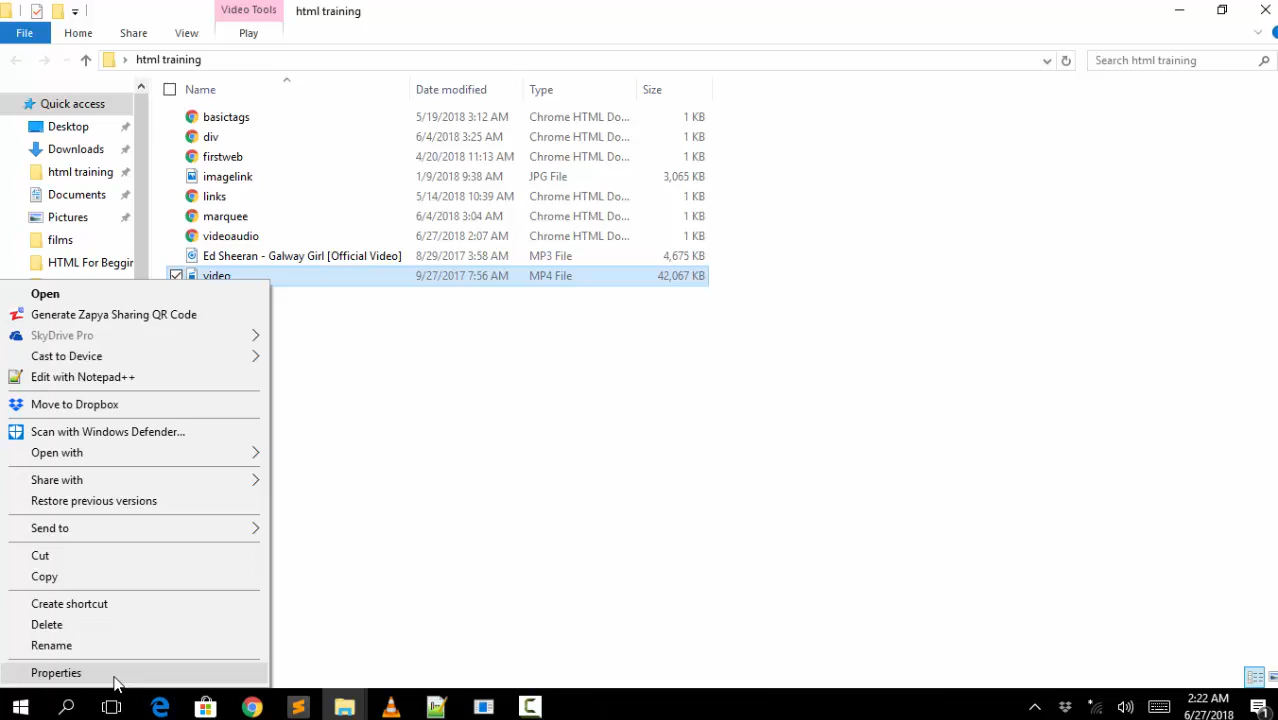 Video Tools
html training
File
Home
Share
View
Play
html training
Search html training
Quick access
Desktop
Downloads
html training
Documents
Pictures
films
HTML For Beggir
Name
Date modified
Type
Size
basictags 5/19/2018 3:12 AM Chrome HTML Do... 1 KB
div 6/4/2018 3:25 AM Chrome HTML Do... 1 KB
firstweb 4/20/2018 11:13 AM Chrome HTML Do... 1 KB
imagelink 1/9/2018 9:38 AM JPG File 3,065 KB
links 5/14/2018 10:39 AM Chrome HTML Do... 1 KB
marquee 6/4/2018 3:04 AM Chrome HTML Do... 1 KB
videoaudio 6/27/2018 2:07 AM Chrome HTML Do... 1 KB
Ed Sheeran - Galway Girl [Official Video] 8/29/2017 3:58 AM MP3 File 4,675 KB
video 9/27/2017 7:56 AM MP4 File 42,067 KB
Open
Generate Zapya Sharing QR Code
SkyDrive Pro
Cast to Device
Edit with Notepad++
Move to Dropbox
Scan with Windows Defender...
Open with
Share with
Restore previous versions
Send to
Cut
Copy
Create shortcut
Delete
Rename
Properties
2:22 AM
6/27/2018